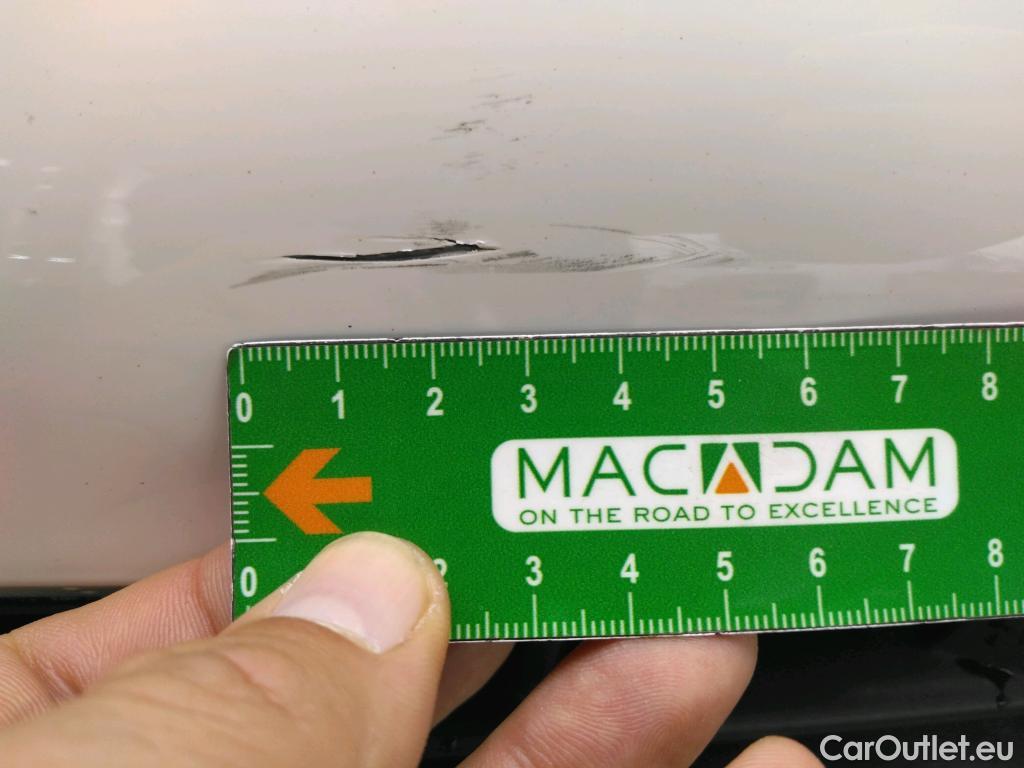 0 1 2 3 4 5 6 7 8
MACADAM
ON THE ROAD TO EXCELLENCE
0 2 3 4 5 6 7 8
CarOutlet.eu